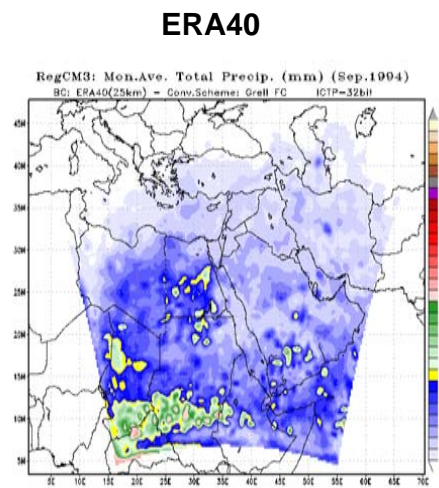 ERA40
RegCM3: Mon.Ave. Total Precip. (mm) (Sep.1994)
BC: ERA40(25km) – Conv.Scheme: Grell FC ICTP-32bit
45N
40N
35N
30N
25N
20N
15N
10N
5N
5E 10E 15E 20E 25E 30E 35E 40E 45E 50E 55E 60E 65E 70E